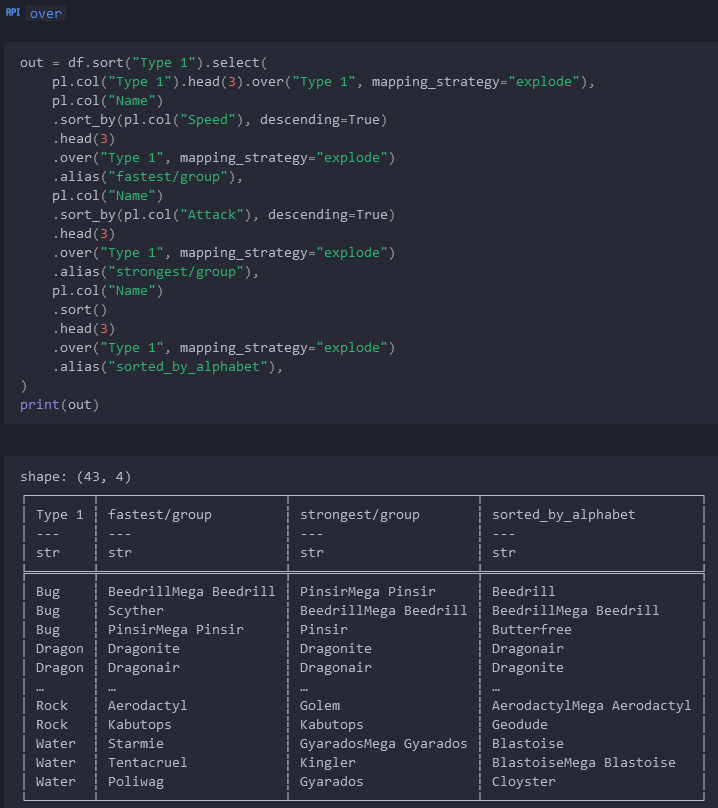 API over
out = df.sort("Type 1").select(
    pl.col("Type 1").head(3).over("Type 1", mapping_strategy="explode"),
    pl.col("Name")
    .sort_by(pl.col("Speed"), descending=True)
    .head(3)
    .over("Type 1", mapping_strategy="explode")
    .alias("fastest/group"),
    pl.col("Name")
    .sort_by(pl.col("Attack"), descending=True)
    .head(3)
    .over("Type 1", mapping_strategy="explode")
    .alias("strongest/group"),
    pl.col("Name")
    .sort()
    .head(3)
    .over("Type 1", mapping_strategy="explode")
    .alias("sorted_by_alphabet"),
)
print(out)
shape: (43, 4)
Type 1 fastest/group strongest/group sorted_by_alphabet
--- --- --- ---
str str str str
Bug BeedrillMega Beedrill PinsirMega Pinsir Beedrill
Bug Scyther BeedrillMega Beedrill BeedrillMega Beedrill
Bug PinsirMega Pinsir Pinsir Butterfree
Dragon Dragonite Dragonite Dragonair
Dragon Dragonair Dragonair Dragonite
… … … …
Rock Aerodactyl Golem AerodactylMega Aerodactyl
Rock Kabutops Kabutops Geodude
Water Starmie GyaradosMega Gyarados Blastoise
Water Tentacruel Kingler BlastoiseMega Blastoise
Water Poliwag Gyarados Cloyster